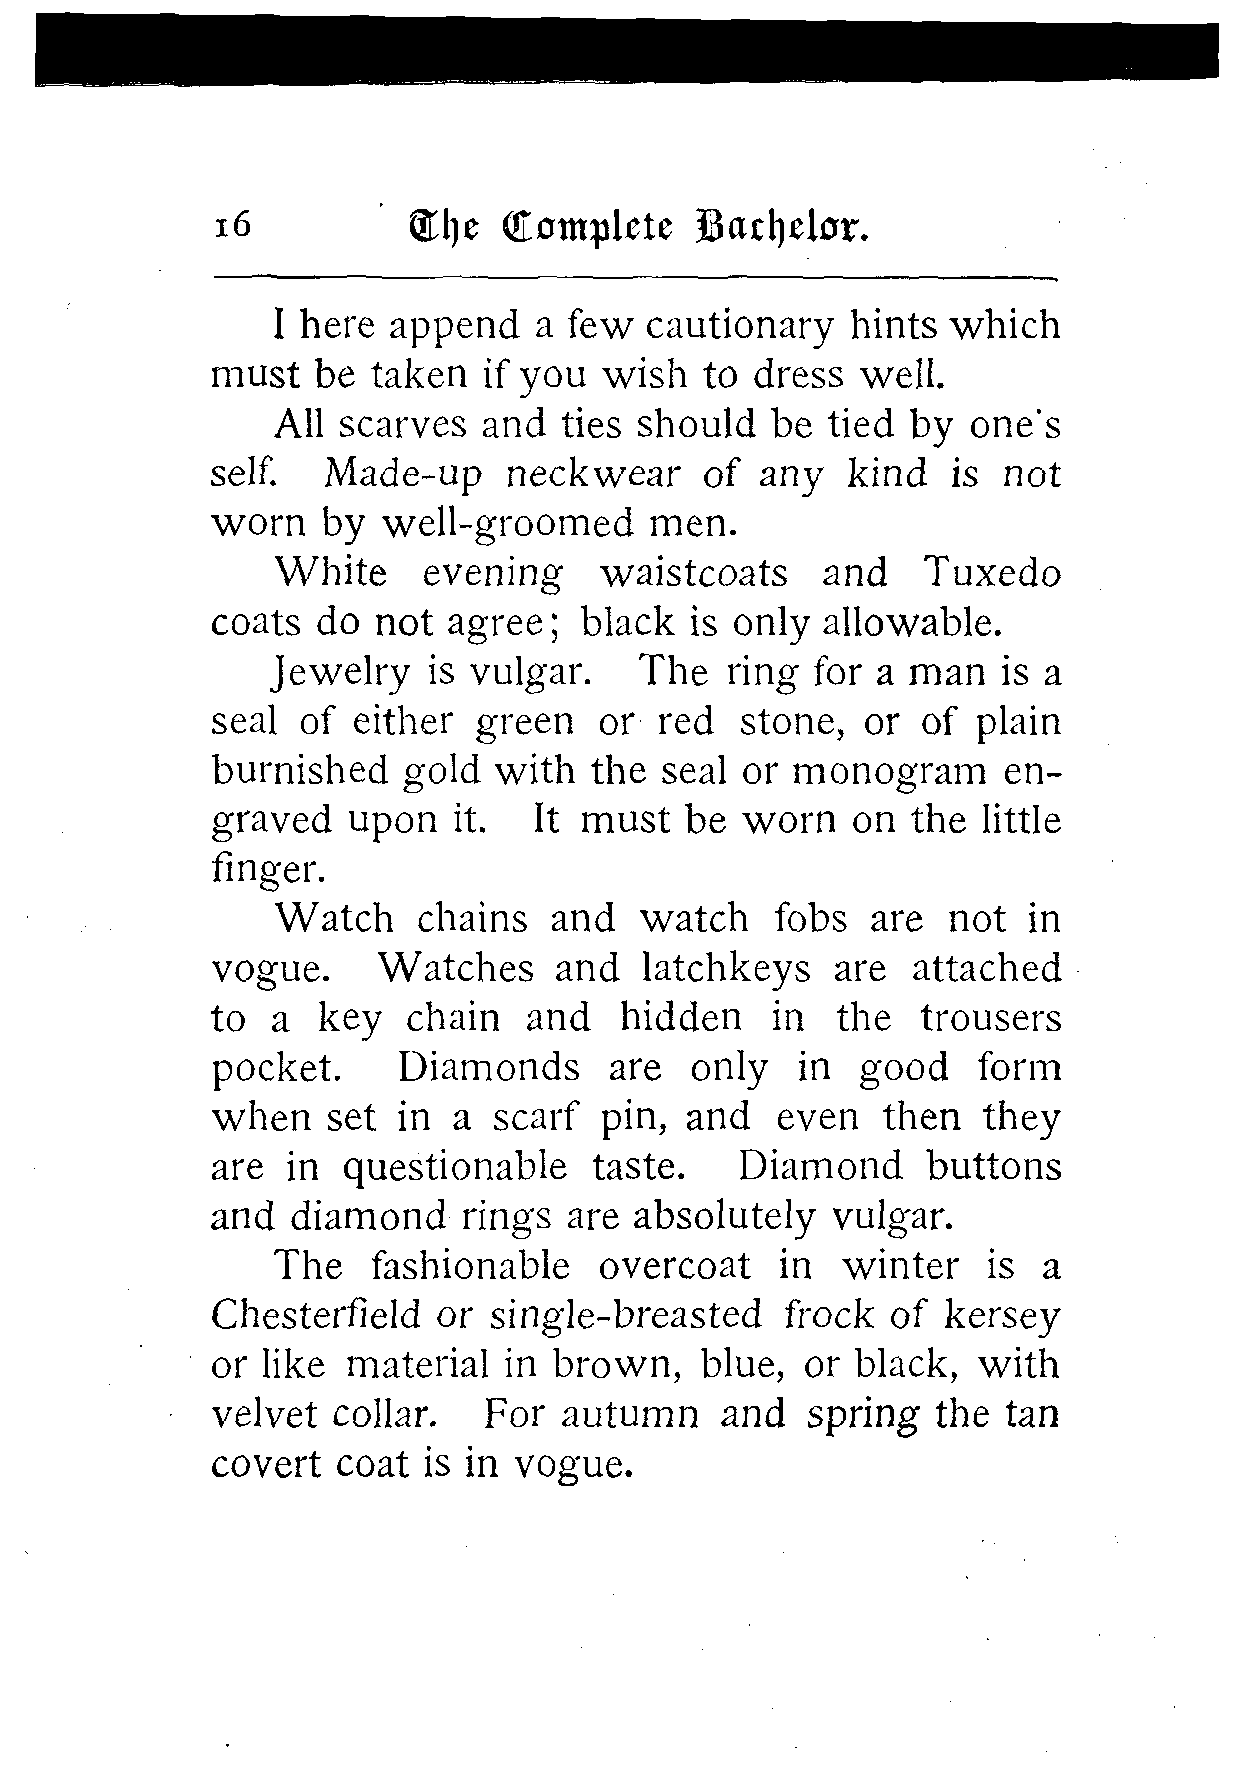 16 The Complete Bachelor.
I here append a few cautionary hints which
must be taken if you wish to dress well.
All scarves and ties should be tied by one's
self. Made-up neckwear of any kind is not
worn by well-groomed men.
White evening waistcoats and Tuxedo
coats do not agree; black is only allowable.
Jewelry is vulgar. The ring for a man is a
seal of either green or red stone, or of plain
burnished gold with the seal or monogram en-
graved upon it. It must be worn on the little
finger.
Watch chains and watch fobs are not in
vogue. Watches and latchkeys are attached
to a key chain and hidden in the trousers
pocket. Diamonds are only in good form
when set in a scarf pin, and even then they
are in questionable taste. Diamond buttons
and diamond rings are absolutely vulgar.
The fashionable overcoat in winter is a
Chesterfield or single-breasted frock of kersey
or like material in brown, blue, or black, with
velvet collar. For autumn and spring the tan
covert coat is in vogue.